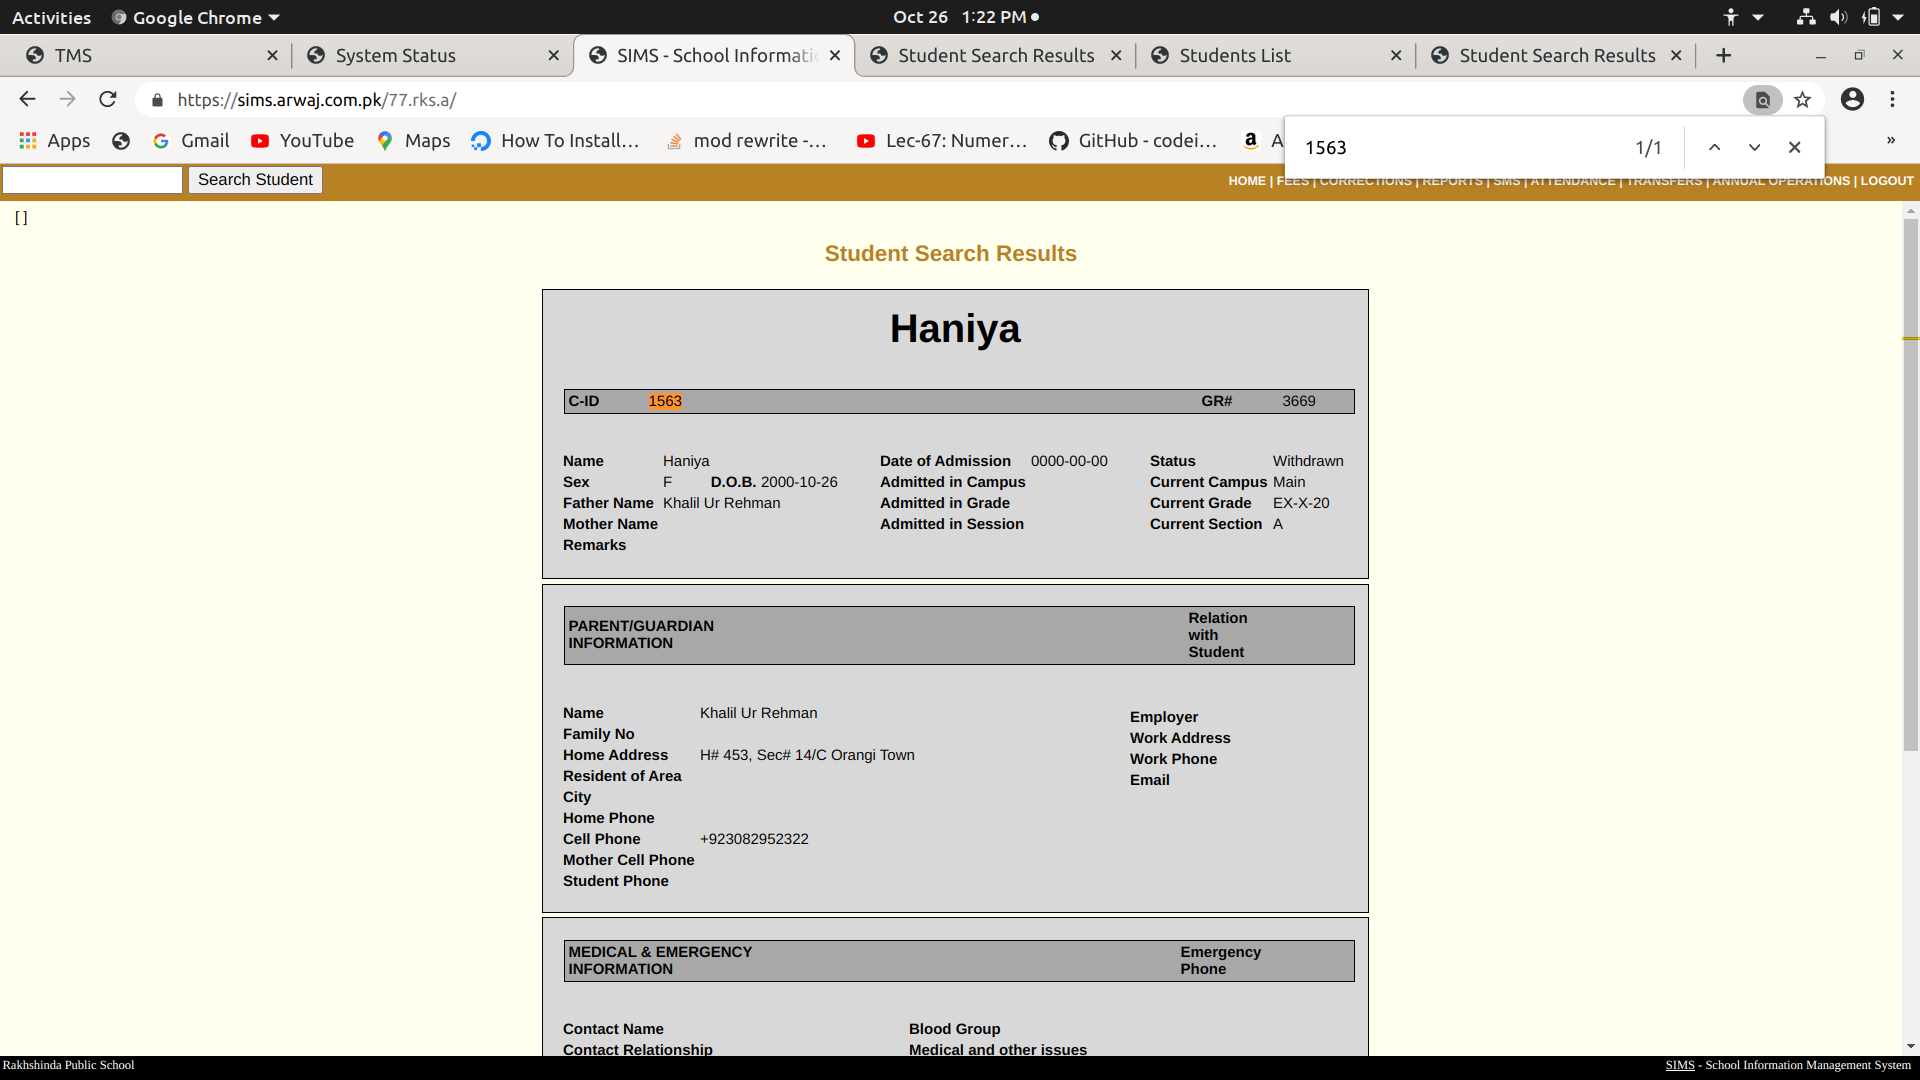 Activities Google Chrome Oct 26 1:22 PM
TMS System Status SIMS - School Informati Student Search Results Students List Student Search Results
https://sims.arwaj.com.pk/77.rks.a/
Apps Gmail YouTube Maps How To Install... mod rewrite -... Lec-67: Numer... GitHub - codei... A »
1563 1/1
Search Student HOME | FEES | CORRECTIONS | REPORTS | SMS | ATTENDANCE | TRANSFERS | ANNUAL OPERATIONS | LOGOUT
[ ]
Student Search Results
Haniya
C-ID 1563 GR# 3669
Name Haniya Date of Admission 0000-00-00 Status Withdrawn
Sex F D.O.B. 2000-10-26 Admitted in Campus Current Campus Main
Father Name Khalil Ur Rehman Admitted in Grade Current Grade EX-X-20
Mother Name Admitted in Session Current Section A
Remarks
PARENT/GUARDIAN INFORMATION Relation with Student
Name Khalil Ur Rehman Employer
Family No Work Address
Home Address H# 453, Sec# 14/C Orangi Town Work Phone
Resident of Area Email
City
Home Phone
Cell Phone +923082952322
Mother Cell Phone
Student Phone
MEDICAL & EMERGENCY INFORMATION Emergency Phone
Contact Name Blood Group
Contact Relationship Medical and other issues
Rakhshinda Public School SIMS - School Information Management System